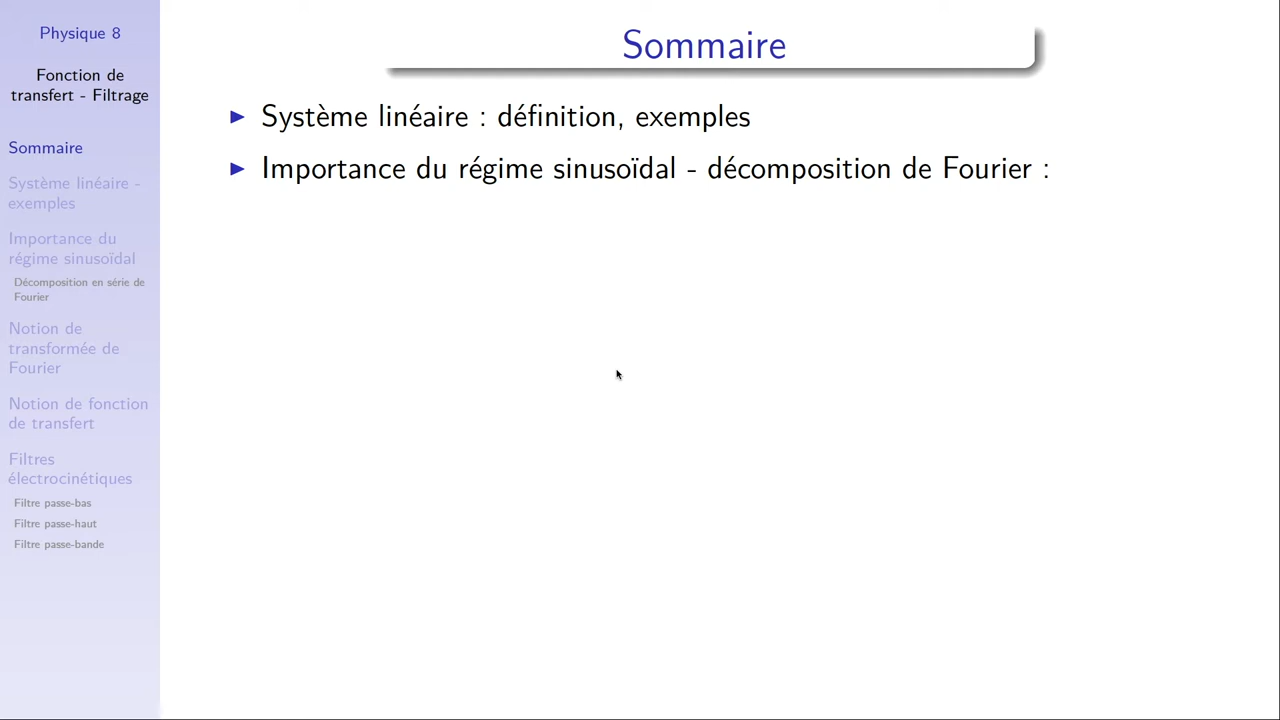 Physique 8
Fonction de
transfert - Filtrage
Sommaire
Système linéaire -
exemples
Importance du
régime sinusoïdal
Décomposition en série de
Fourier
Notion de
transformée de
Fourier
Notion de fonction
de transfert
Filtres
électrocinétiques
Filtre passe-bas
Filtre passe-haut
Filtre passe-bande
Sommaire
Système linéaire : définition, exemples
Importance du régime sinusoïdal - décomposition de Fourier :